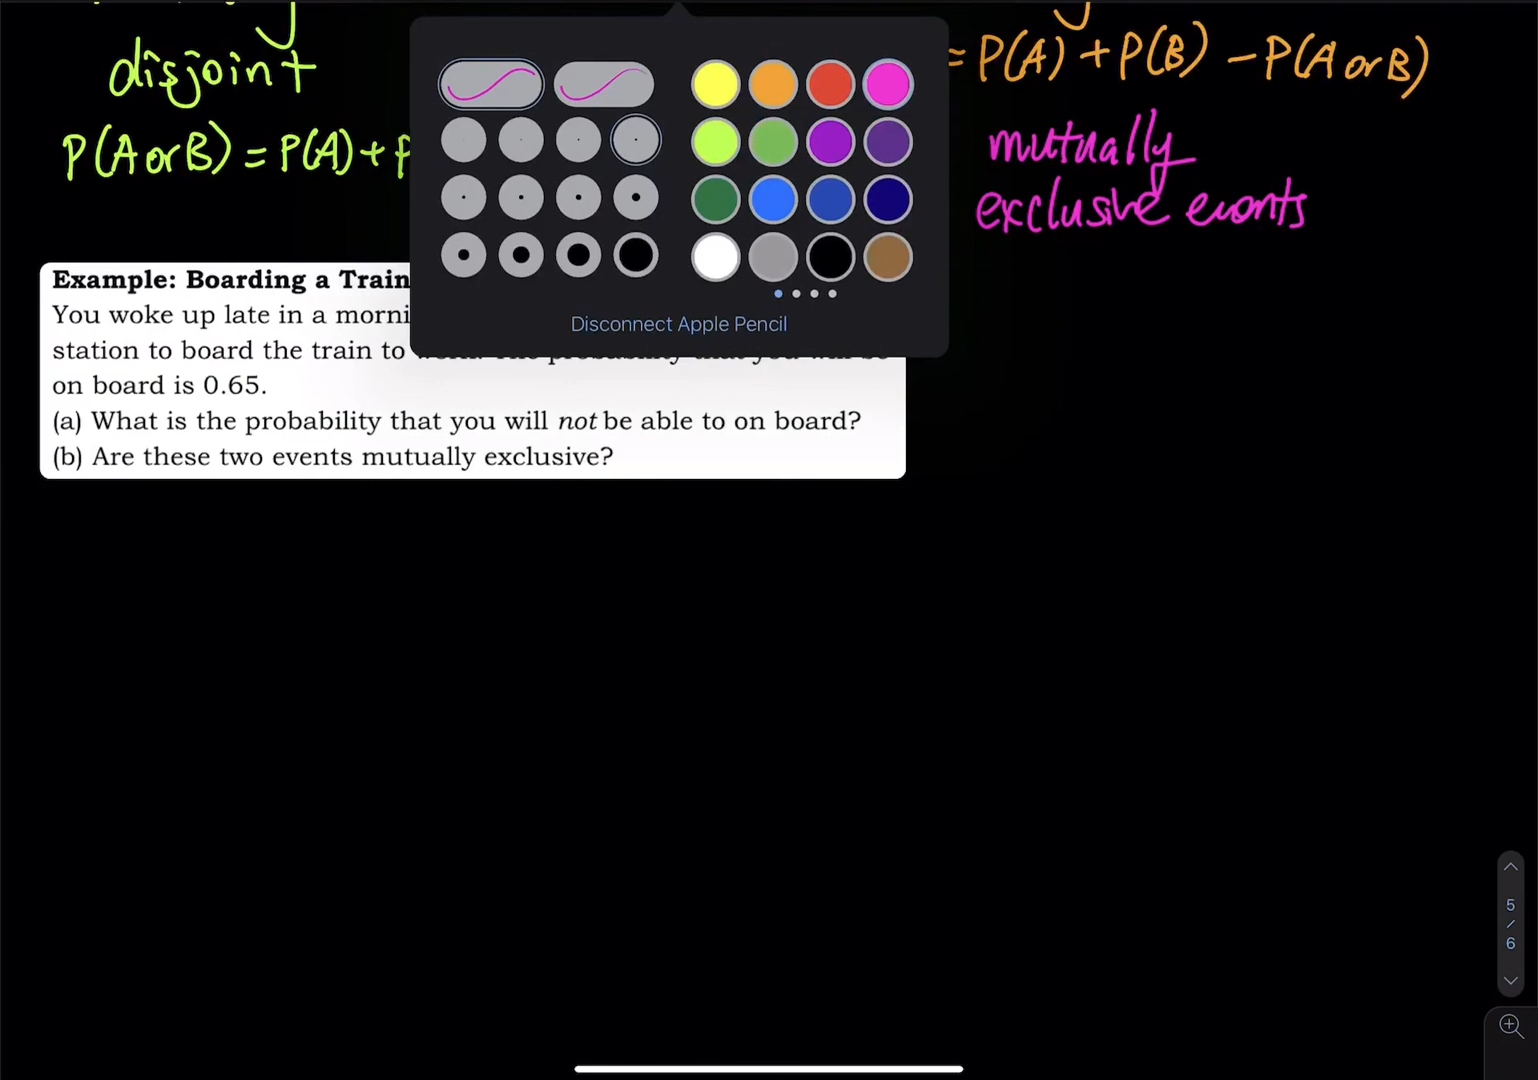 disjoint
P(A or B) = P(A) +
= P(A) + P(B) - P(A or B)
mutually
exclusive events
Disconnect Apple Pencil
Example: Boarding a Train
You woke up late in a morni
station to board the train to
on board is 0.65.
(a) What is the probability that you will not be able to on board?
(b) Are these two events mutually exclusive?
5
/
6